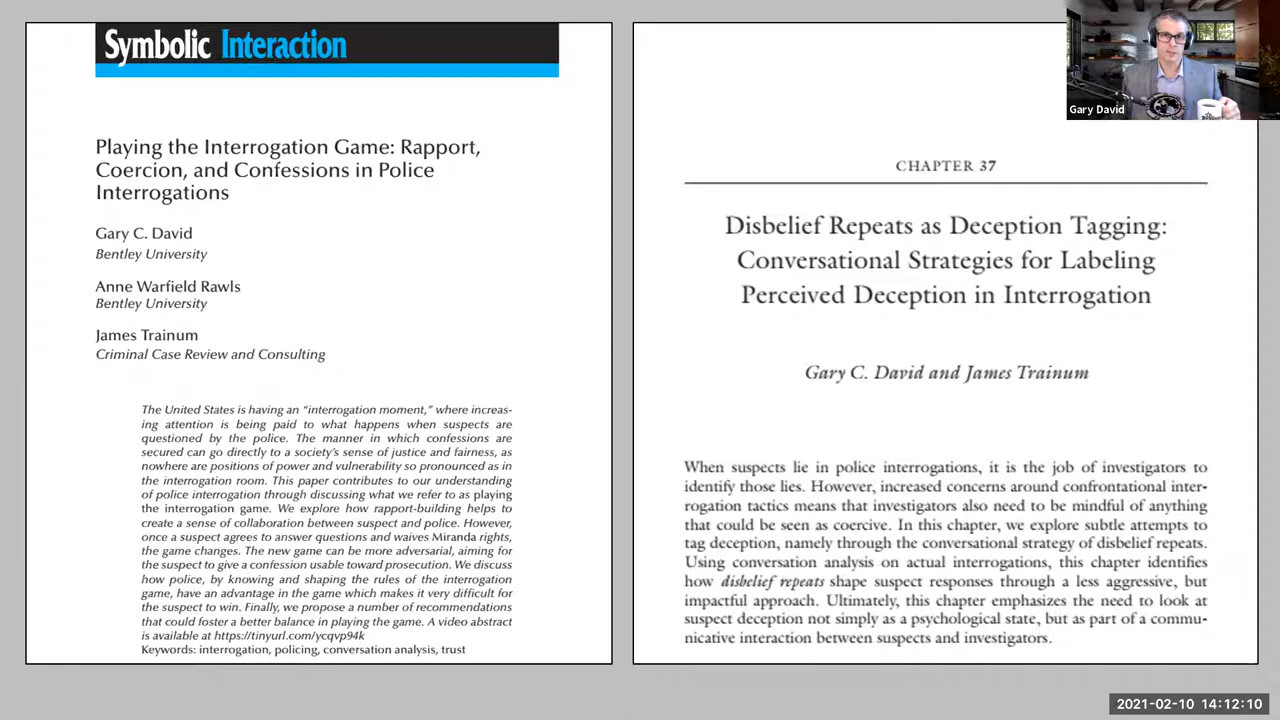 Symbolic Interaction
Playing the Interrogation Game: Rapport,
Coercion, and Confessions in Police
Interrogations
Gary C. David
Bentley University
Anne Warfield Rawls
Bentley University
James Trainum
Criminal Case Review and Consulting
The United States is having an “interrogation moment,” where increas-
ing attention is being paid to what happens when suspects are
questioned by the police. The manner in which confessions are
secured can go directly to a society’s sense of justice and fairness, as
nowhere are positions of power and vulnerability so pronounced as in
the interrogation room. This paper contributes to our understanding
of police interrogation through discussing what we refer to as playing
the interrogation game. We explore how rapport-building helps to
create a sense of collaboration between suspect and police. However,
once a suspect agrees to answer questions and waives Miranda rights,
the game changes. The new game can be more adversarial, aiming for
the suspect to give a confession usable toward prosecution. We discuss
how police, by knowing and shaping the rules of the interrogation
game, have an advantage in the game which makes it very difficult for
the suspect to win. Finally, we propose a number of recommendations
that could foster a better balance in playing the game. A video abstract
is available at https://tinyurl.com/ycqvp94k
Keywords: interrogation, policing, conversation analysis, trust
CHAPTER 37
Disbelief Repeats as Deception Tagging:
Conversational Strategies for Labeling
Perceived Deception in Interrogation
Gary C. David and James Trainum
When suspects lie in police interrogations, it is the job of investigators to
identify those lies. However, increased concerns around confrontational inter-
rogation tactics means that investigators also need to be mindful of anything
that could be seen as coercive. In this chapter, we explore subtle attempts to
tag deception, namely through the conversational strategy of disbelief repeats.
Using conversation analysis on actual interrogations, this chapter identifies
how disbelief repeats shape suspect responses through a less aggressive, but
impactful approach. Ultimately, this chapter emphasizes the need to look at
suspect deception not simply as a psychological state, but as part of a commu-
nicative interaction between suspects and investigators.
Gary David
2021-02-10 14:12:10